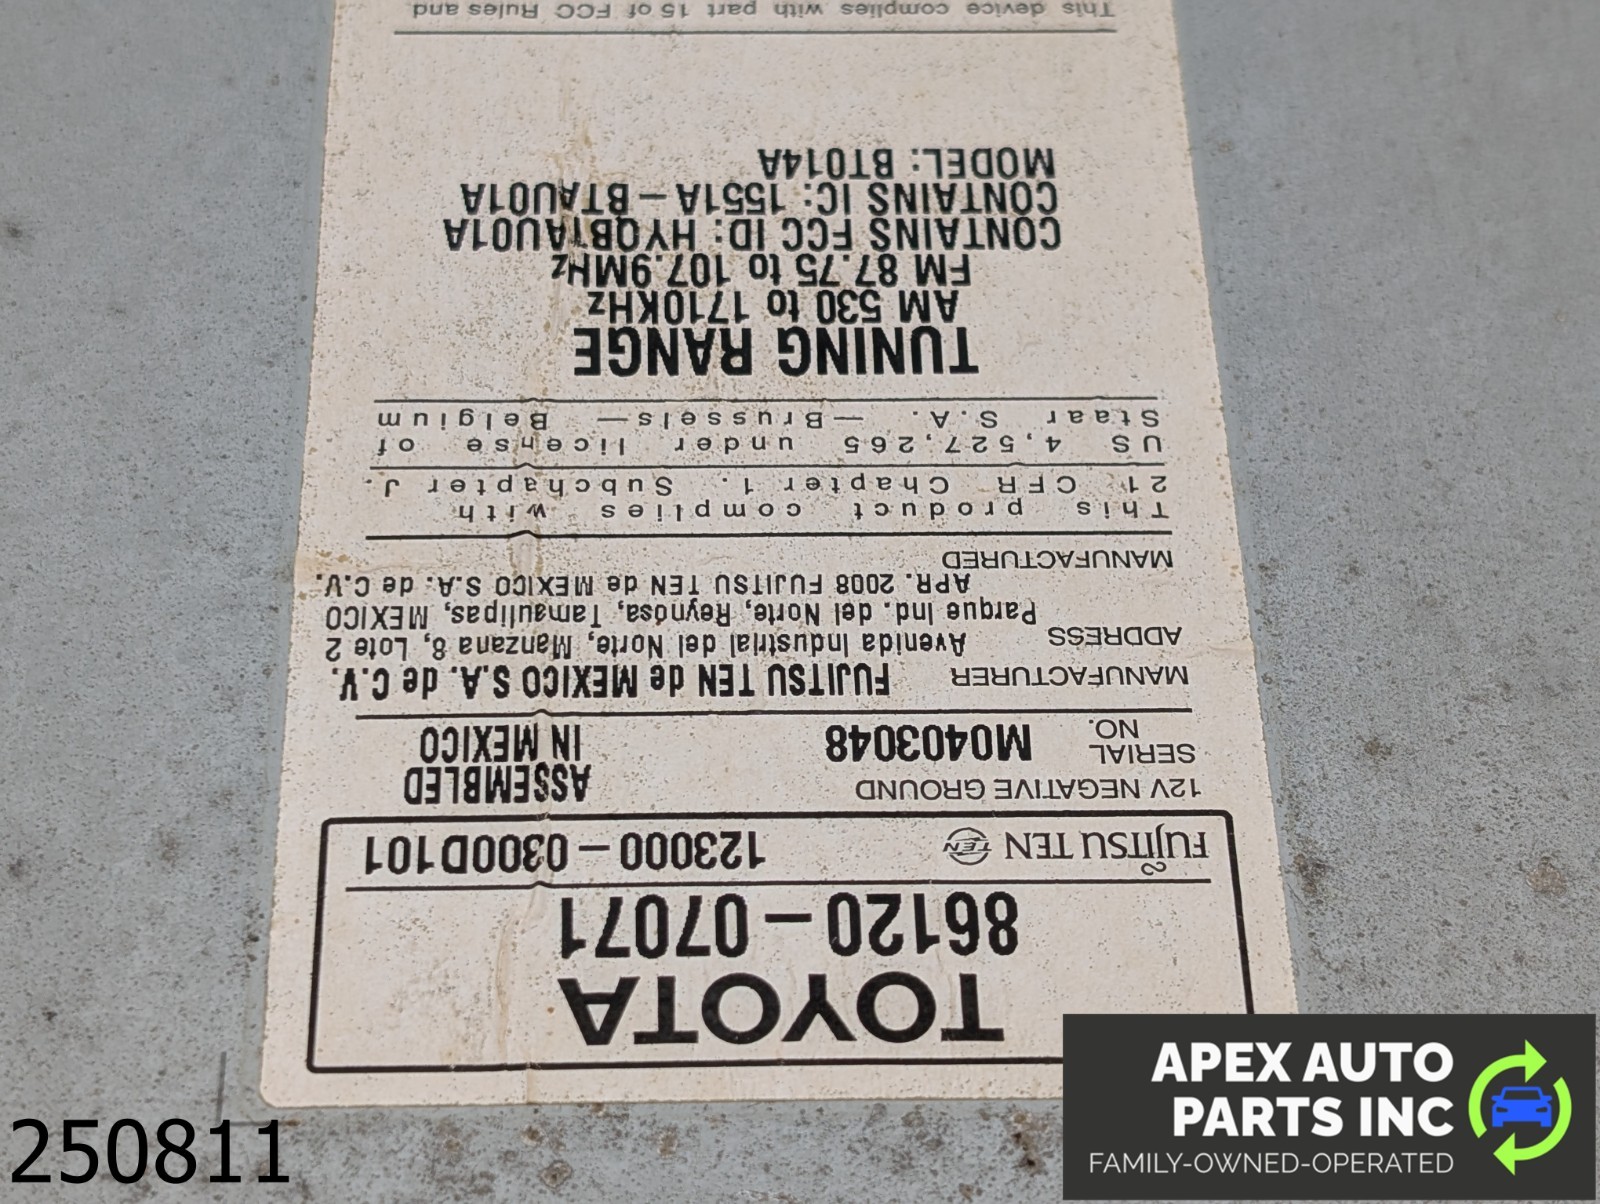 TOYOTA
86120-07071
FUJITSU TEN TEN 123000-0300D101
12V NEGATIVE GROUND
ASSEMBLED
IN MEXICO
SERIAL
NO.
M0403048
MANUFACTURER FUJITSU TEN de MEXICO S.A. de C.V.
ADDRESS
Avenida Industrial del Norte, Manzana 8, Lote 2
Parque Ind. del Norte, Reynósa, Tamaulipas, MEXICO
APR. 2008 FUJITSU TEN de MEXICO S.A. de C.V.
MANUFACTURED
This product complies with
21 CFR Chapter 1. Subchapter J.
US 4,527,265 under license of
Staar S.A. -Brussels- Belgium
TUNING RANGE
AM 530 to 1710KHz
FM 87.75 to 107.9MHz
CONTAINS FCC ID: HYQBTAU01A
CONTAINS IC: 1551A-BTAU01A
MODEL: BT014A
This device complies with part 15 of FCC Rules and
250811
APEX AUTO
PARTS INC
FAMILY-OWNED-OPERATED